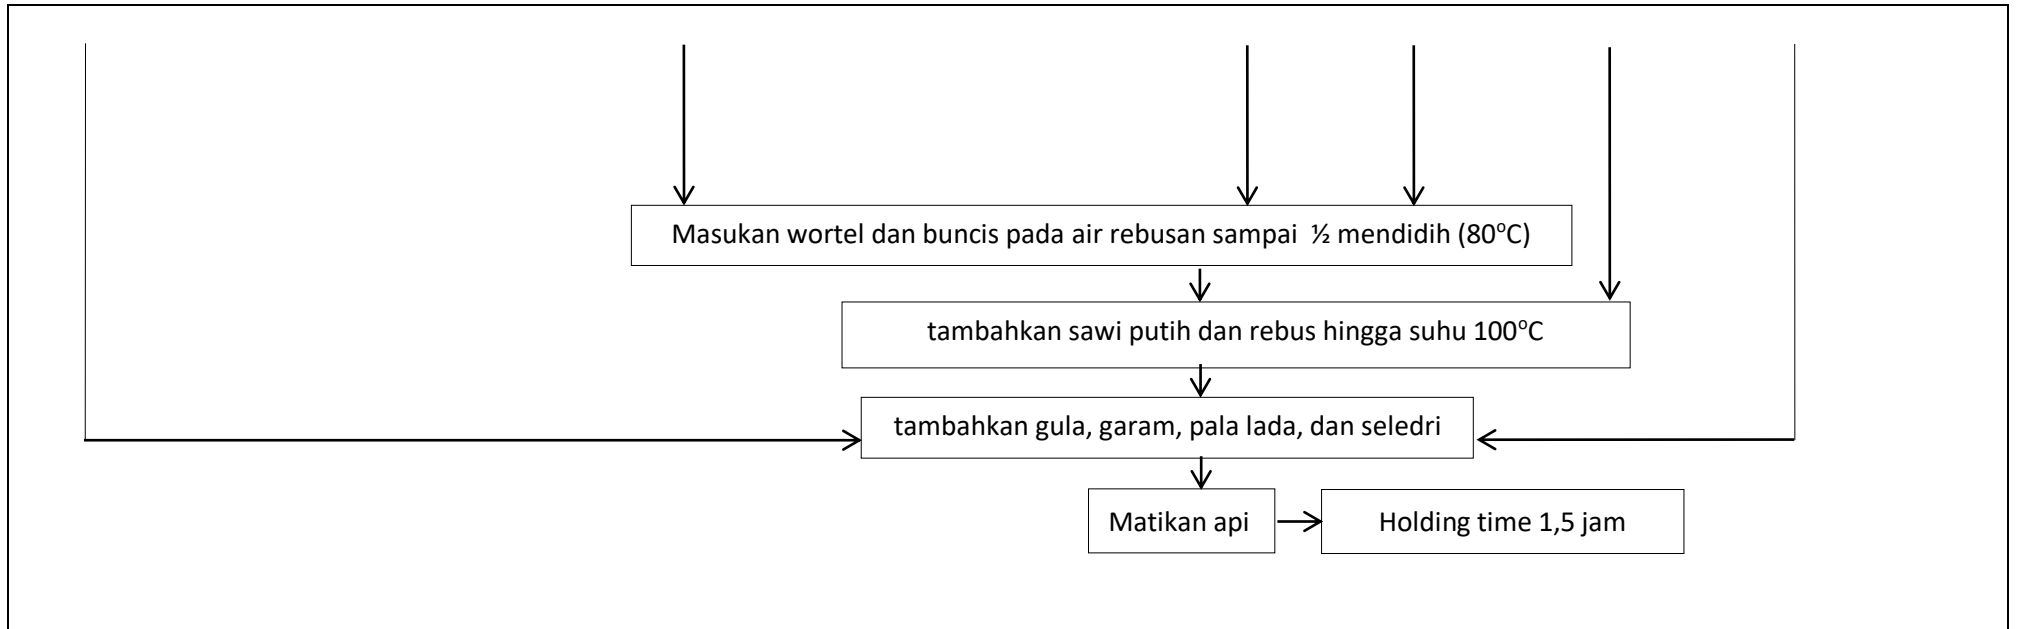 Masukan wortel dan buncis pada air rebusan sampai ½ mendidih (80°C)
tambahkan sawi putih dan rebus hingga suhu 100°C
tambahkan gula, garam, pala lada, dan seledri
Matikan api
Holding time 1,5 jam